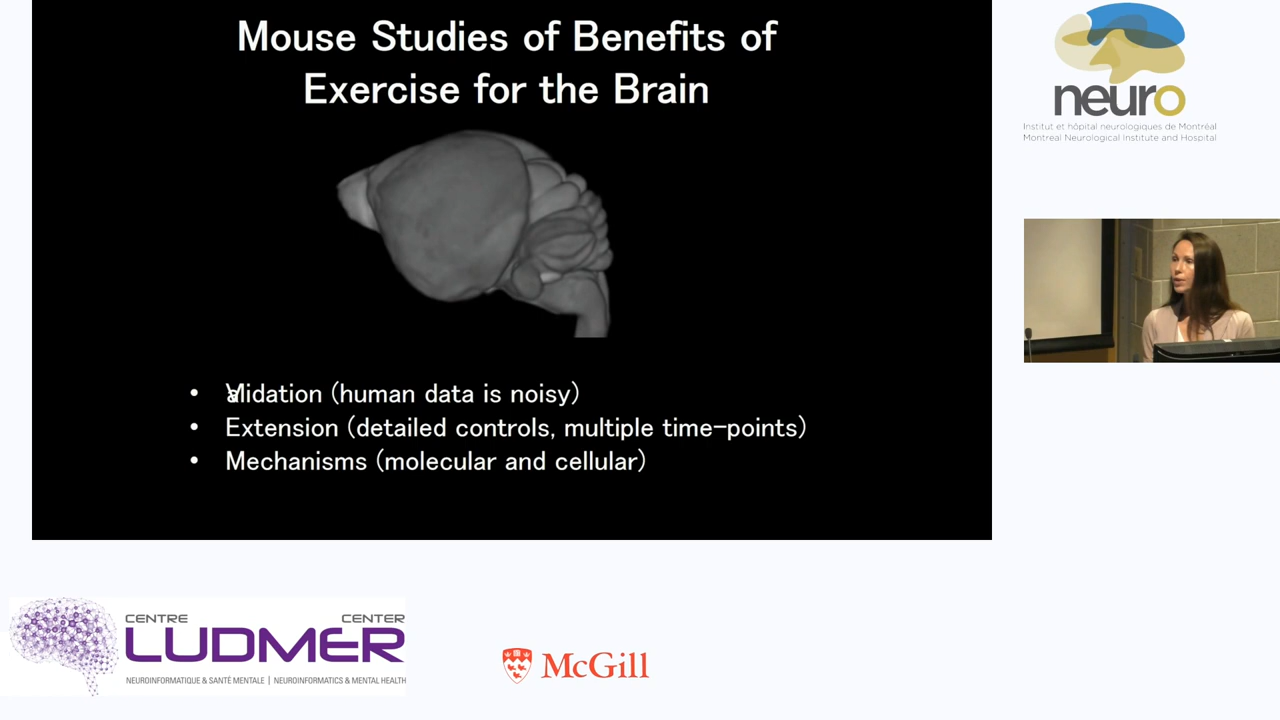 Mouse Studies of Benefits of
Exercise for the Brain
• Validation (human data is noisy)
• Extension (detailed controls, multiple time-points)
• Mechanisms (molecular and cellular)
neuro
Institut et hôpital neurologiques de Montréal
Montreal Neurological Institute and Hospital
CENTRE CENTER
LUDMER
NEUROINFORMATIQUE & SANTÉ MENTALE | NEUROINFORMATICS & MENTAL HEALTH
McGill